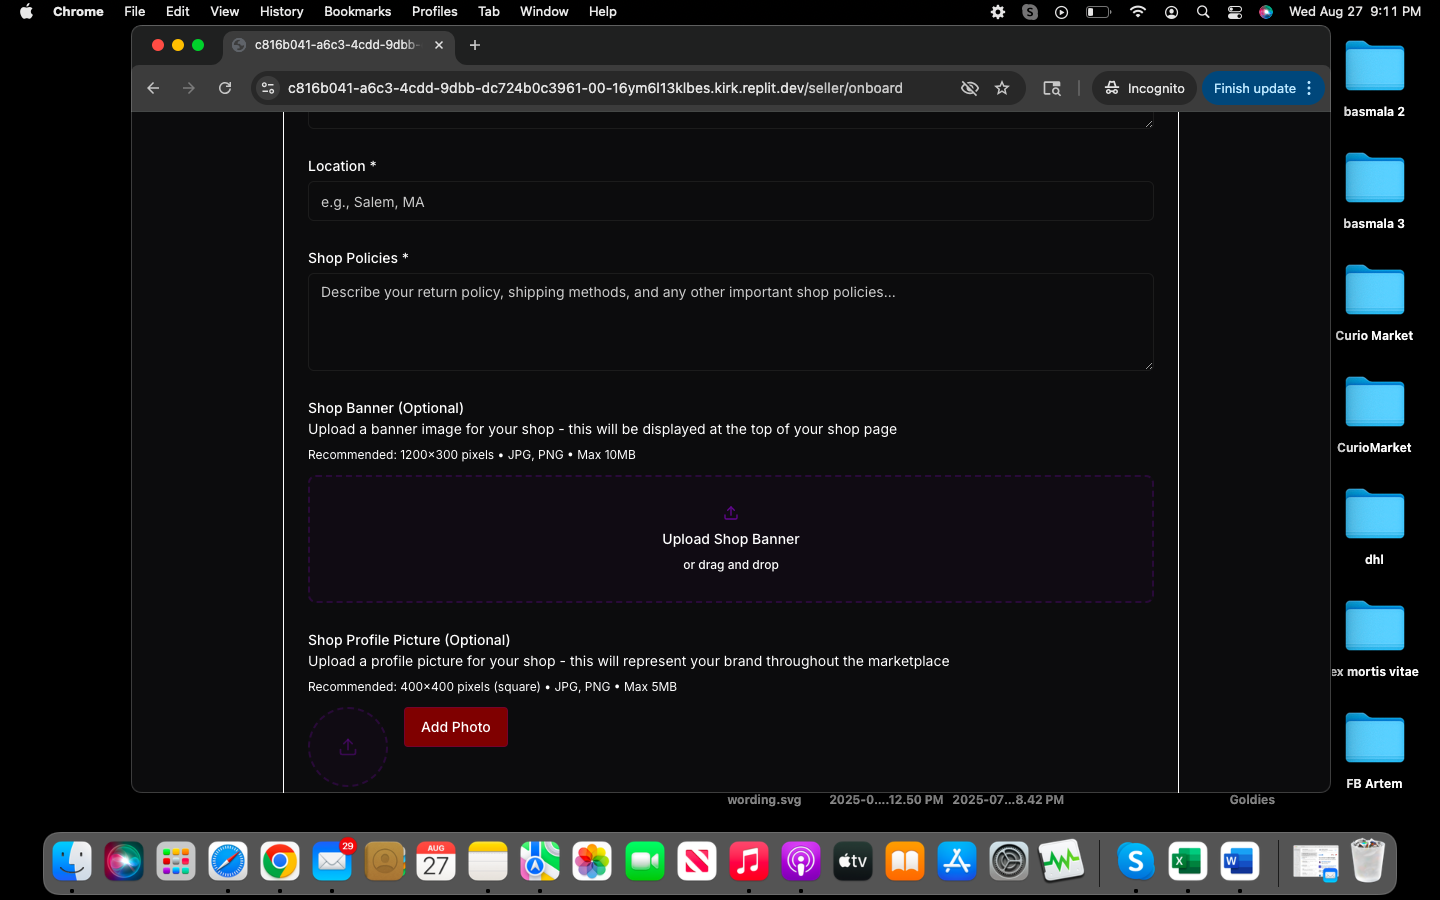 Chrome File Edit View History Bookmarks Profiles Tab Window Help
Wed Aug 27 9:11 PM
c816b041-a6c3-4cdd-9dbb-
c816b041-a6c3-4cdd-9dbb-dc724b0c3961-00-16ym6l13klbes.kirk.replit.dev/seller/onboard
Incognito
Finish update
Location *
e.g., Salem, MA
Shop Policies *
Describe your return policy, shipping methods, and any other important shop policies...
Shop Banner (Optional)
Upload a banner image for your shop - this will be displayed at the top of your shop page
Recommended: 1200×300 pixels • JPG, PNG • Max 10MB
Upload Shop Banner
or drag and drop
Shop Profile Picture (Optional)
Upload a profile picture for your shop - this will represent your brand throughout the marketplace
Recommended: 400×400 pixels (square) • JPG, PNG • Max 5MB
Add Photo
basmala 2
basmala 3
Curio Market
CurioMarket
dhl
ex mortis vitae
FB Artem
wording.svg
2025-0....12.50 PM
2025-07...8.42 PM
Goldies
29
AUG
27
tv